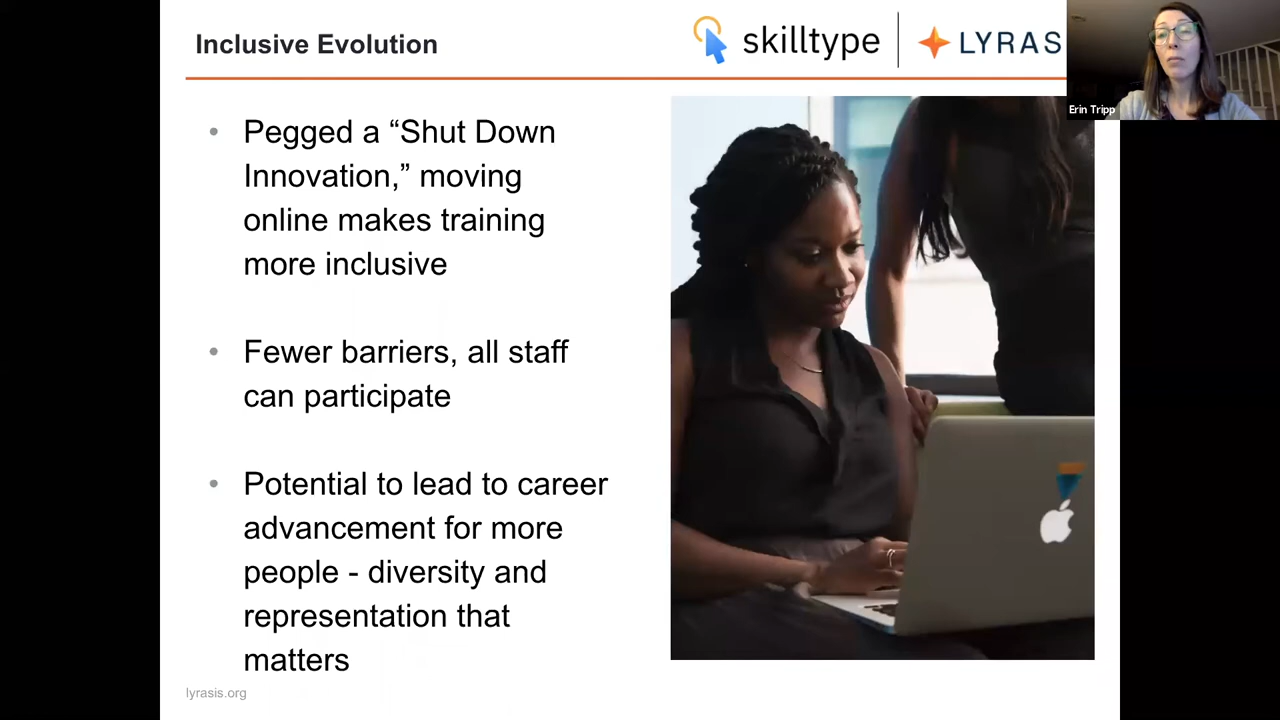 Inclusive Evolution
skilltype
LYRAS
Erin Tripp
• Pegged a “Shut Down
Innovation,” moving
online makes training
more inclusive
• Fewer barriers, all staff
can participate
• Potential to lead to career
advancement for more
people - diversity and
representation that
matters
lyrasis.org